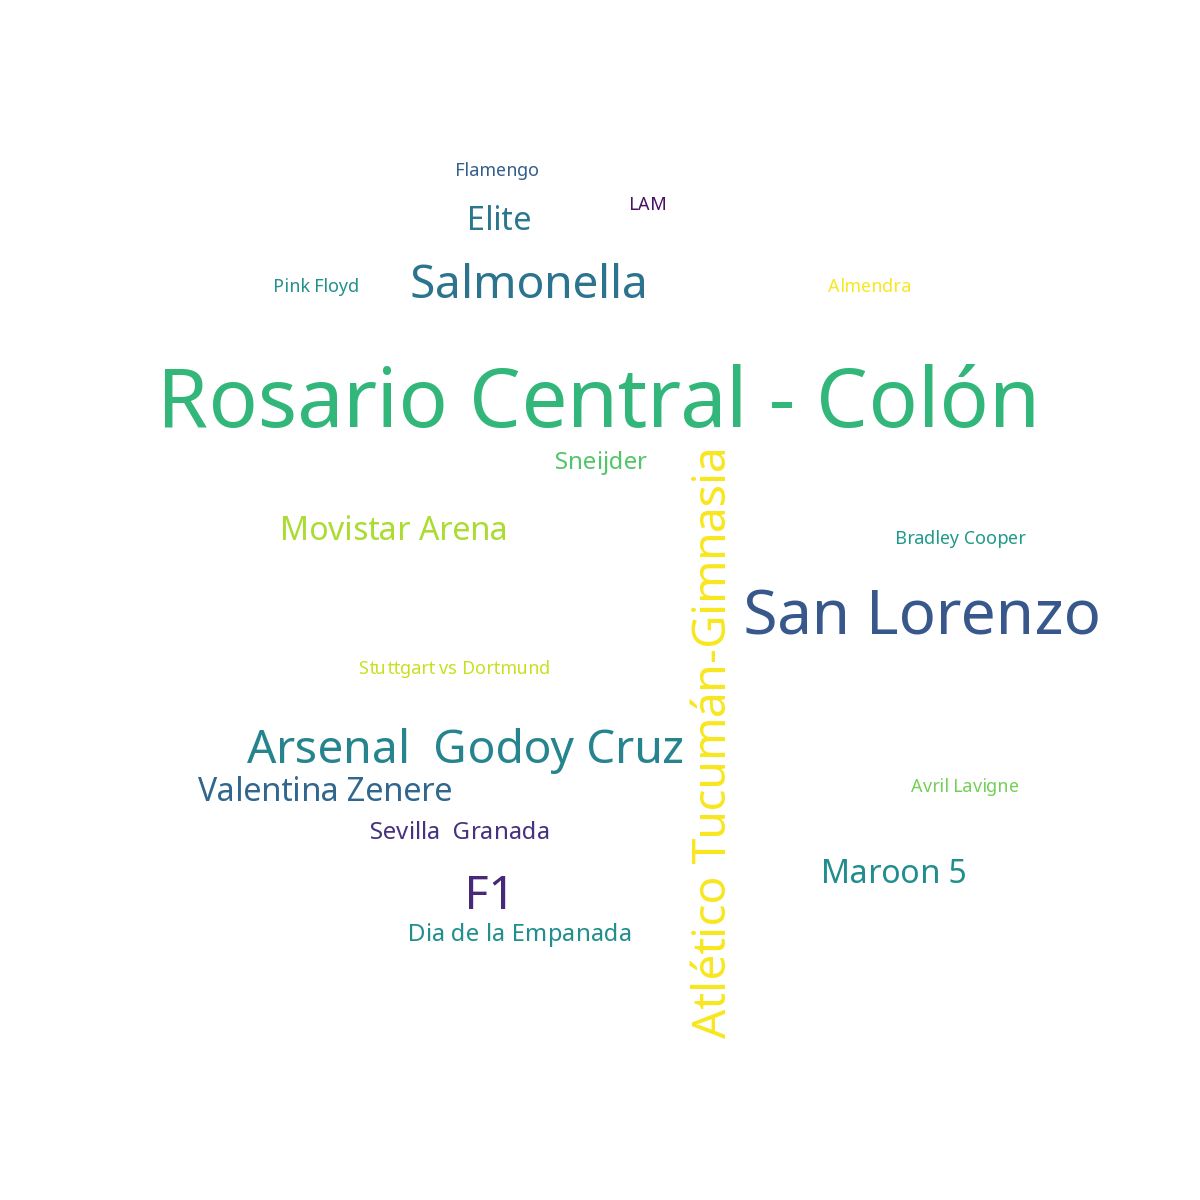 Flamengo
LAM
Elite
Salmonella
Pink Floyd
Almendra
Rosario Central - Colón
Sneijder
Atlético Tucumán-Gimnasia
Movistar Arena
Bradley Cooper
San Lorenzo
Stuttgart vs Dortmund
Arsenal  Godoy Cruz
Valentina Zenere
Avril Lavigne
Sevilla  Granada
Maroon 5
F1
Dia de la Empanada